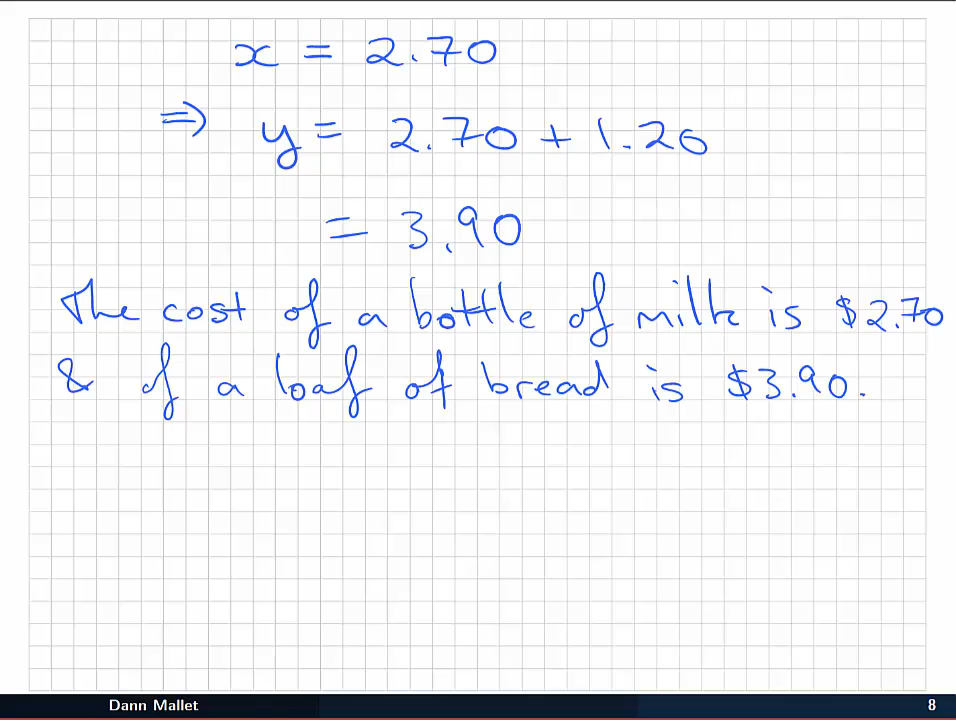 x = 2.70
⇒ y = 2.70 + 1.20
= 3.90
The cost of a bottle of milk is $2.70
& of a loaf of bread is $3.90.
Dann Mallet 8